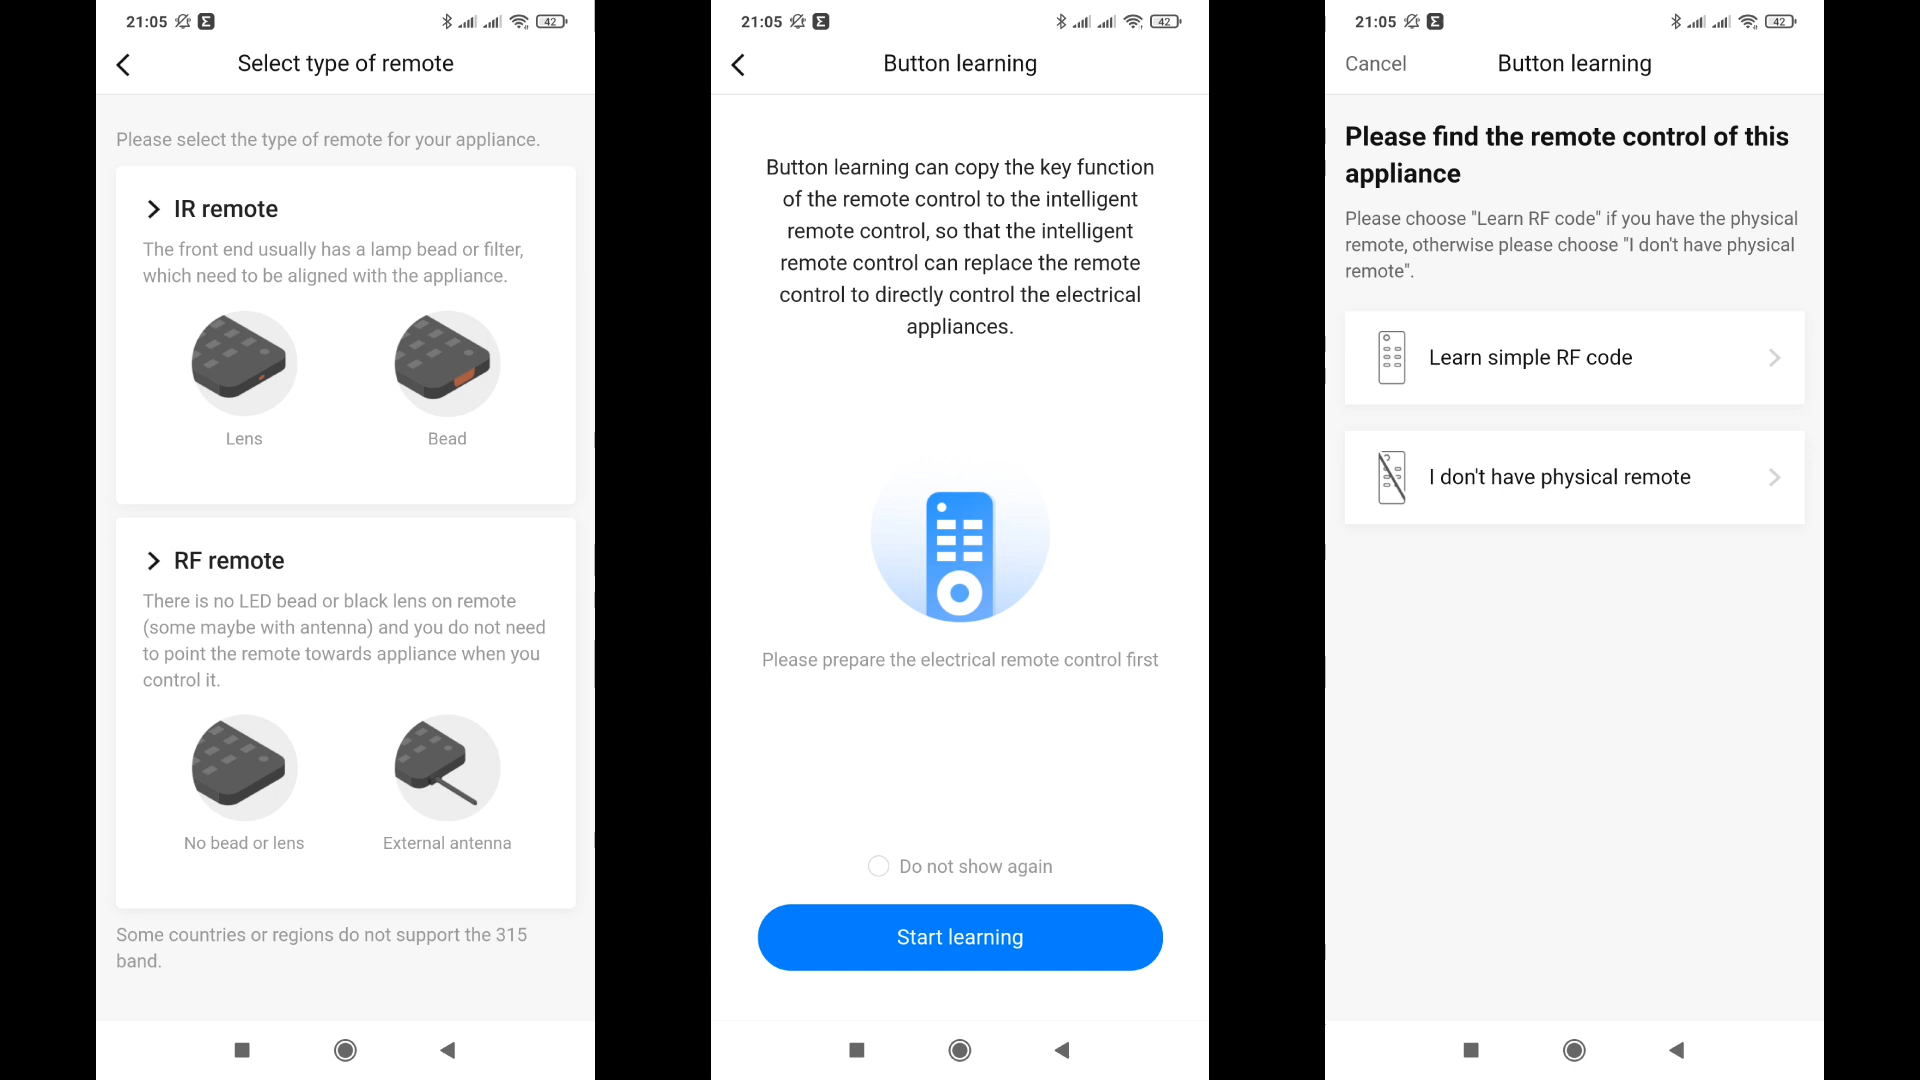 21:05
42
Select type of remote
Please select the type of remote for your appliance.
IR remote
The front end usually has a lamp bead or filter,
which need to be aligned with the appliance.
Lens
Bead
RF remote
There is no LED bead or black lens on remote
(some maybe with antenna) and you do not need
to point the remote towards appliance when you
control it.
No bead or lens
External antenna
Some countries or regions do not support the 315
band.
21:05
42
Button learning
Button learning can copy the key function
of the remote control to the intelligent
remote control, so that the intelligent
remote control can replace the remote
control to directly control the electrical
appliances.
Please prepare the electrical remote control first
Do not show again
Start learning
21:05
42
Cancel
Button learning
Please find the remote control of this
appliance
Please choose "Learn RF code" if you have the physical
remote, otherwise please choose "I don't have physical
remote".
Learn simple RF code
I don't have physical remote